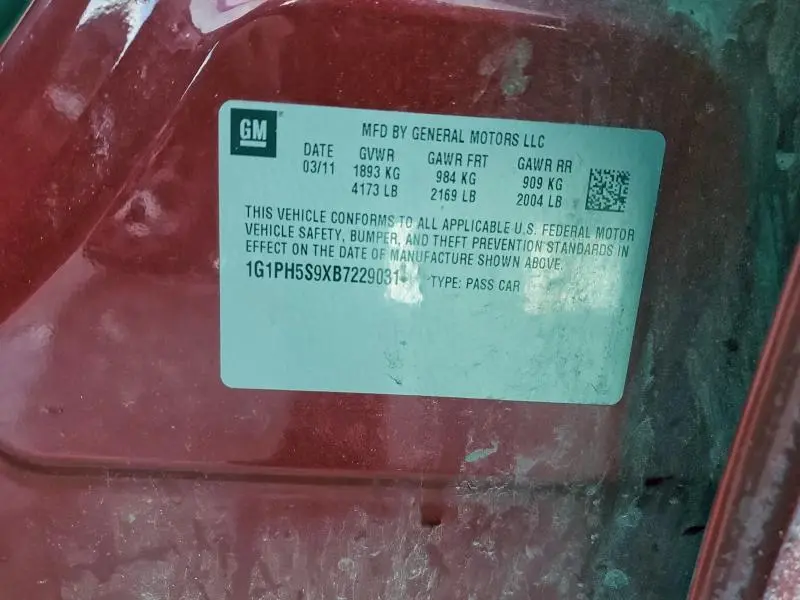 GM
MFD BY GENERAL MOTORS LLC
DATE GVWR GAWR FRT GAWR RR
03/11 1893 KG 984 KG 909 KG
4173 LB 2169 LB 2004 LB
THIS VEHICLE CONFORMS TO ALL APPLICABLE U.S. FEDERAL MOTOR
VEHICLE SAFETY, BUMPER, AND THEFT PREVENTION STANDARDS IN
EFFECT ON THE DATE OF MANUFACTURE SHOWN ABOVE.
1G1PH5S9XB7229031 TYPE: PASS CAR